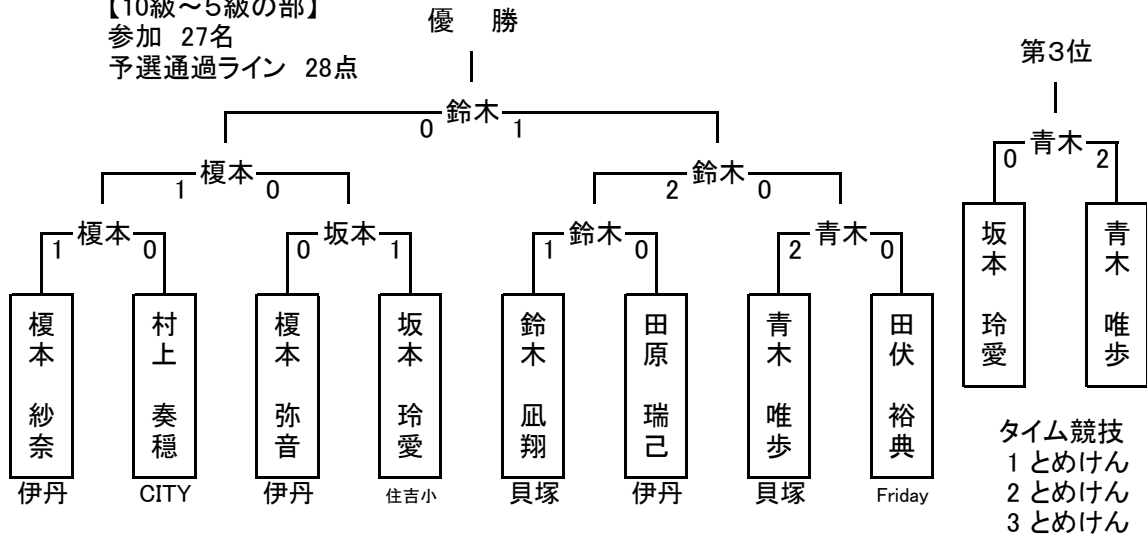 【10級～5級の部】
参加 27名
予選通過ライン 28点
優 勝
第3位
鈴木
0 1
青木
0 2
榎本
1 0
鈴木
2 0
榎本
1 0
坂本
0 1
鈴木
1 0
青木
2 0
坂本 玲愛
青木 唯歩
榎本 紗奈
村上 奏穏
榎本 弥音
坂本 玲愛
鈴木 凪翔
田原 瑞己
青木 唯歩
田伏 裕典
伊丹
CITY
伊丹
住吉小
貝塚
伊丹
貝塚
Friday
タイム競技
1 とめけん
2 とめけん
3 とめけん